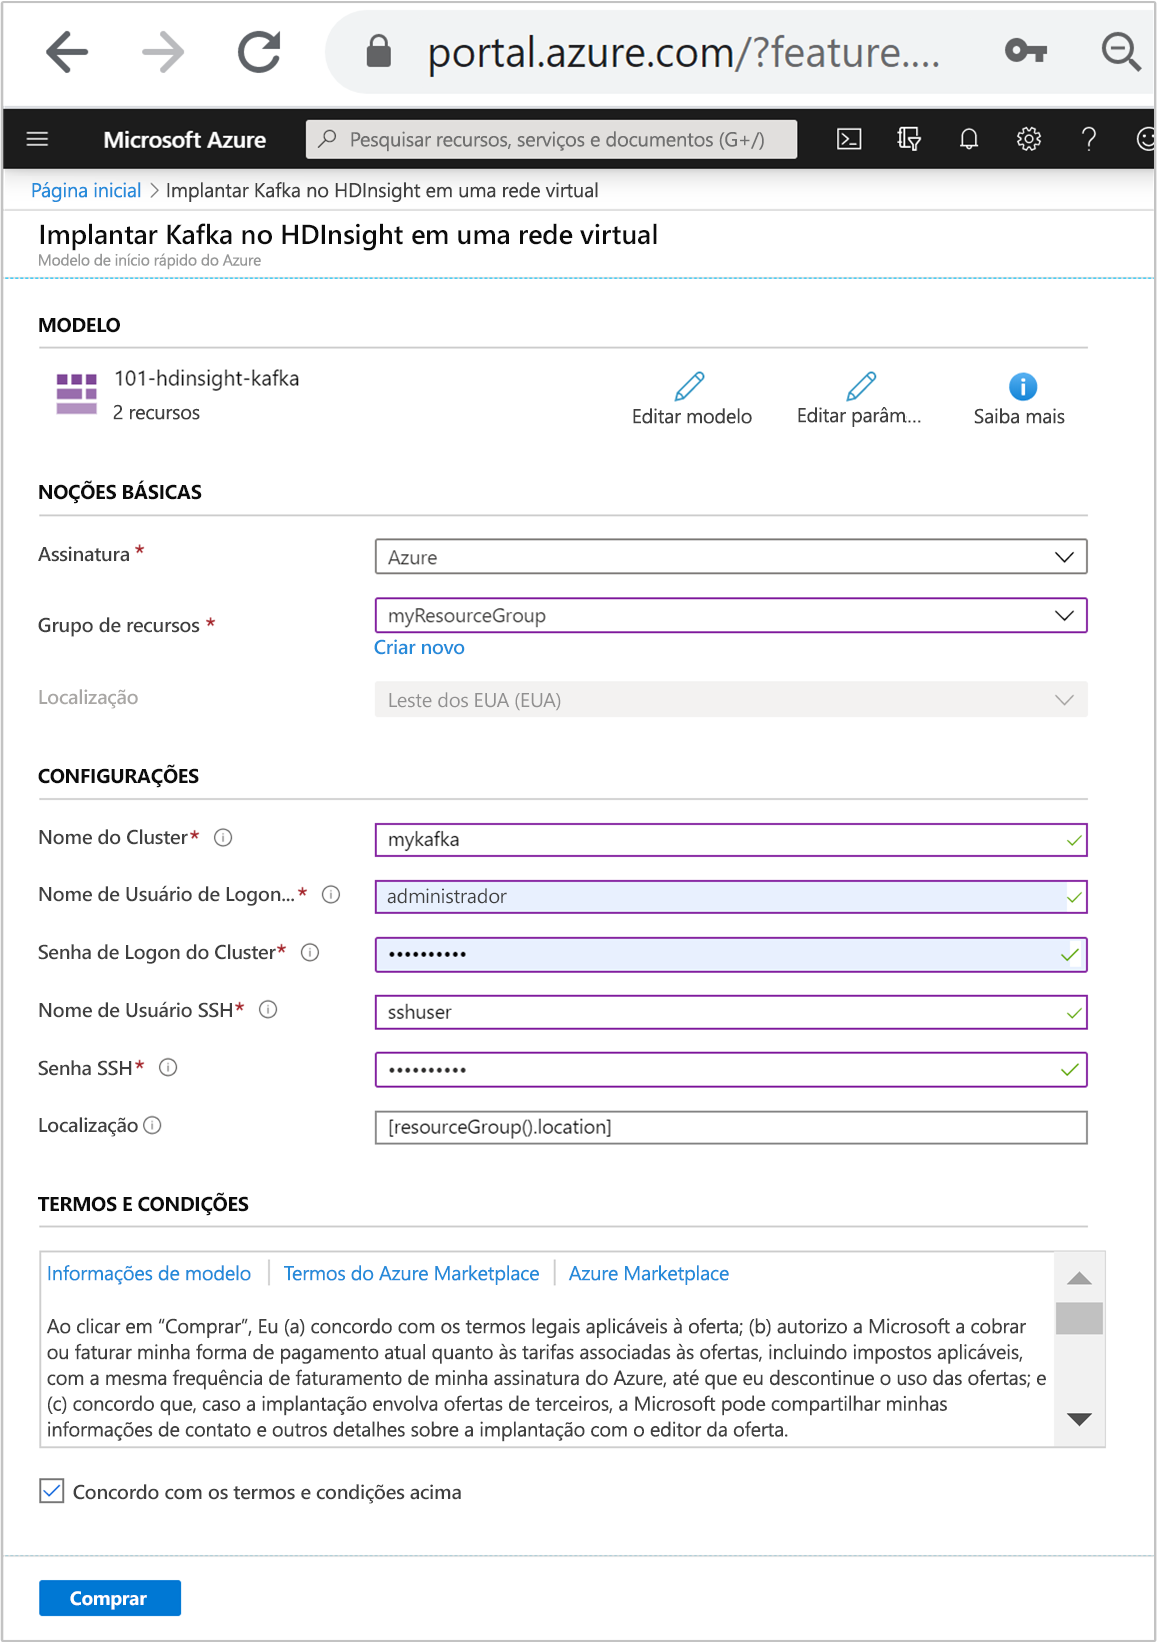 portal.azure.com/?feature....
Microsoft Azure
Pesquisar recursos, serviços e documentos (G+/)
Página inicial > Implantar Kafka no HDInsight em uma rede virtual
Implantar Kafka no HDInsight em uma rede virtual
Modelo de início rápido do Azure
MODELO
101-hdinsight-kafka
2 recursos
Editar modelo
Editar parâm...
Saiba mais
NOÇÕES BÁSICAS
Assinatura *
Azure
Grupo de recursos *
myResourceGroup
Criar novo
Localização
Leste dos EUA (EUA)
CONFIGURAÇÕES
Nome do Cluster*
mykafka
Nome de Usuário de Logon...*
administrador
Senha de Logon do Cluster*
••••••••••
Nome de Usuário SSH*
sshuser
Senha SSH*
••••••••••
Localização
[resourceGroup().location]
TERMOS E CONDIÇÕES
Informações de modelo | Termos do Azure Marketplace | Azure Marketplace
Ao clicar em “Comprar”, Eu (a) concordo com os termos legais aplicáveis à oferta; (b) autorizo a Microsoft a cobrar
ou faturar minha forma de pagamento atual quanto às tarifas associadas às ofertas, incluindo impostos aplicáveis,
com a mesma frequência de faturamento de minha assinatura do Azure, até que eu descontinue o uso das ofertas; e
(c) concordo que, caso a implantação envolva ofertas de terceiros, a Microsoft pode compartilhar minhas
informações de contato e outros detalhes sobre a implantação com o editor da oferta.
Concordo com os termos e condições acima
Comprar